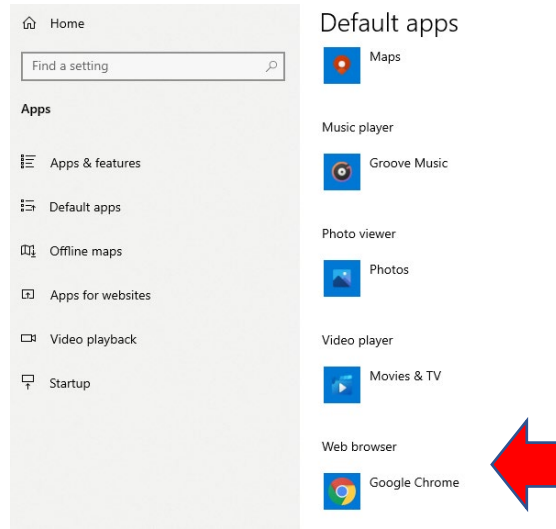 Home
Find a setting
Apps
Apps & features
Default apps
Offline maps
Apps for websites
Video playback
Startup
Default apps
Maps
Music player
Groove Music
Photo viewer
Photos
Video player
Movies & TV
Web browser
Google Chrome